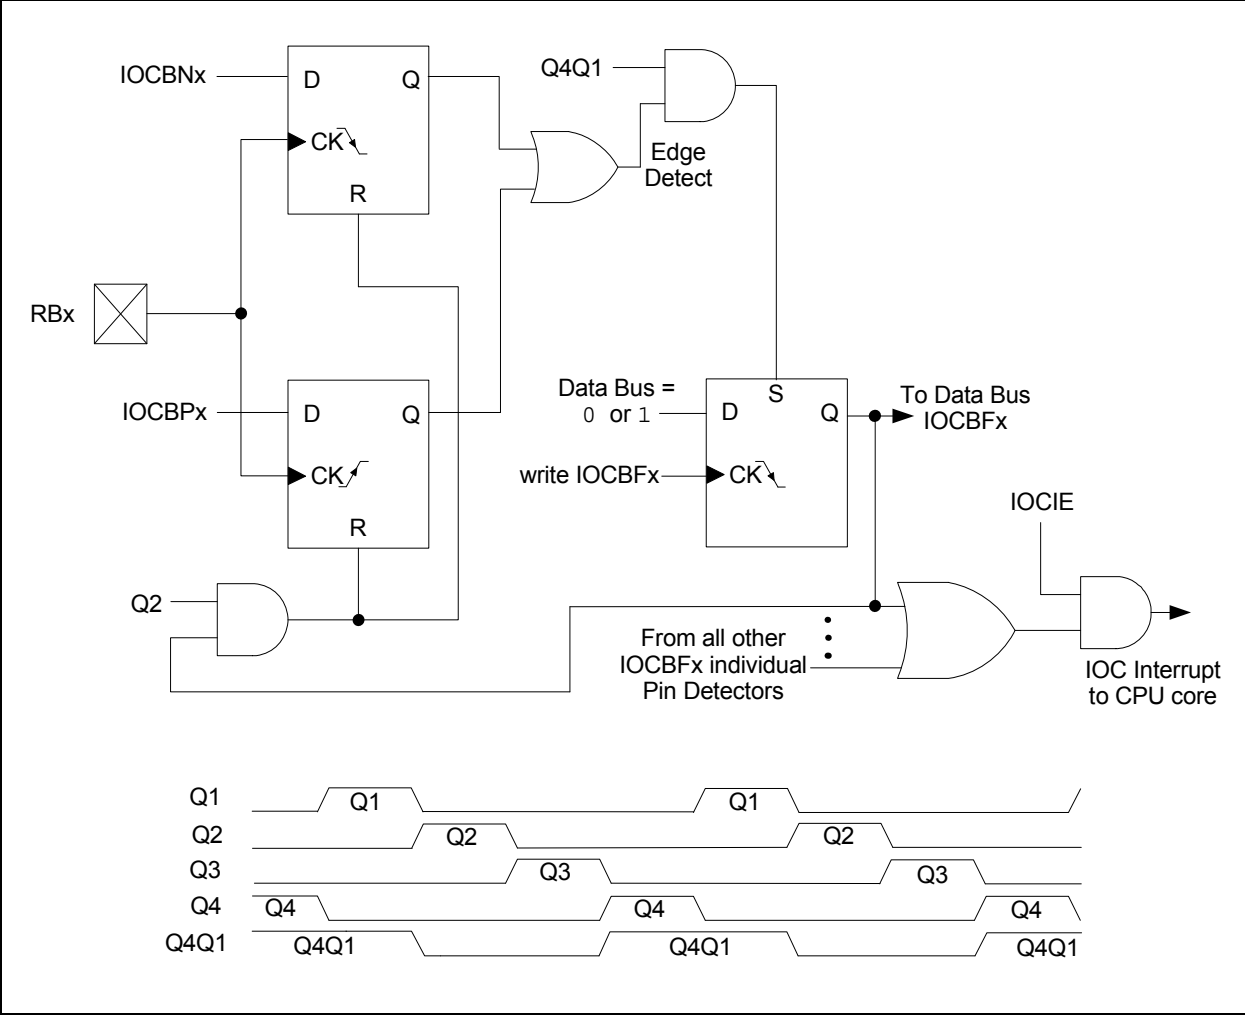 IOCBNx
D
Q
CK
R
Q4Q1
Edge
Detect
RBx
IOCBPx
D
Q
CK
R
Q2
Data Bus =
0 or 1
S
D
Q
write IOCBFx
CK
To Data Bus
IOCBFx
IOCIE
From all other
IOCBFx individual
Pin Detectors
IOC Interrupt
to CPU core
Q1
Q1
Q1
Q2
Q2
Q2
Q3
Q3
Q3
Q4
Q4
Q4
Q4
Q4Q1
Q4Q1
Q4Q1
Q4Q1